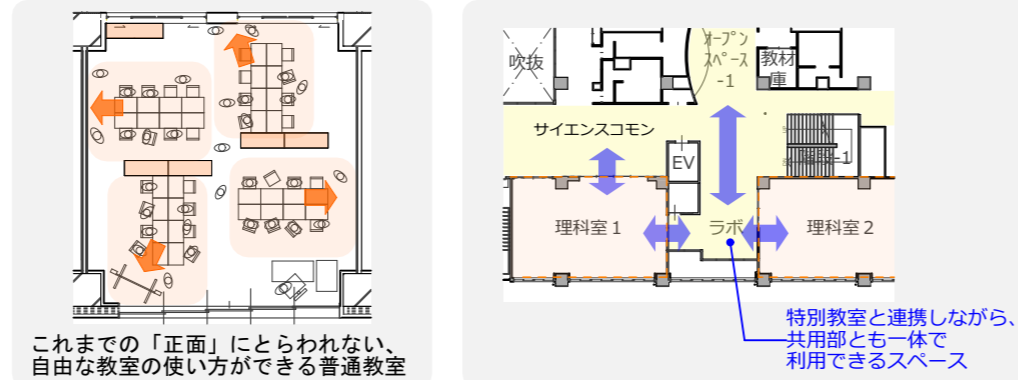 これまでの「正面」にとらわれない、
自由な教室の使い方ができる普通教室
吹抜
オープン
スペース
-1
教材
庫
サイエンスコモン
EV
理科室1
ラボ
理科室2
特別教室と連携しながら、
共用部とも一体で
利用できるスペース